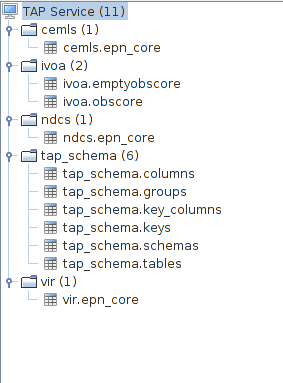 TAP Service (11)
cemls (1)
cemls.epn_core
ivoa (2)
ivoa.emptyobscore
ivoa.obscore
ndcs (1)
ndcs.epn_core
tap_schema (6)
tap_schema.columns
tap_schema.groups
tap_schema.key_columns
tap_schema.keys
tap_schema.schemas
tap_schema.tables
vir (1)
vir.epn_core